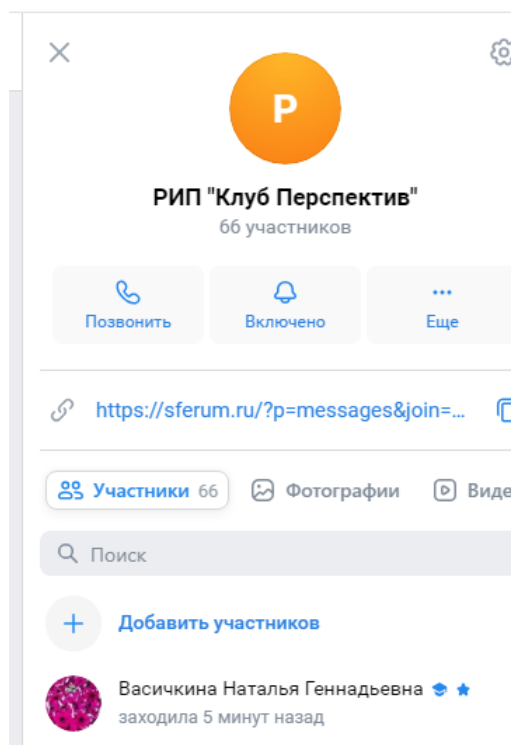 Р
РИП "Клуб Перспектив"
66 участников
Позвонить
Включено
Еще
https://sferum.ru/?p=messages&join=...
Участники 66
Фотографии
Виде
Поиск
Добавить участников
Васичкина Наталья Геннадьевна
заходила 5 минут назад